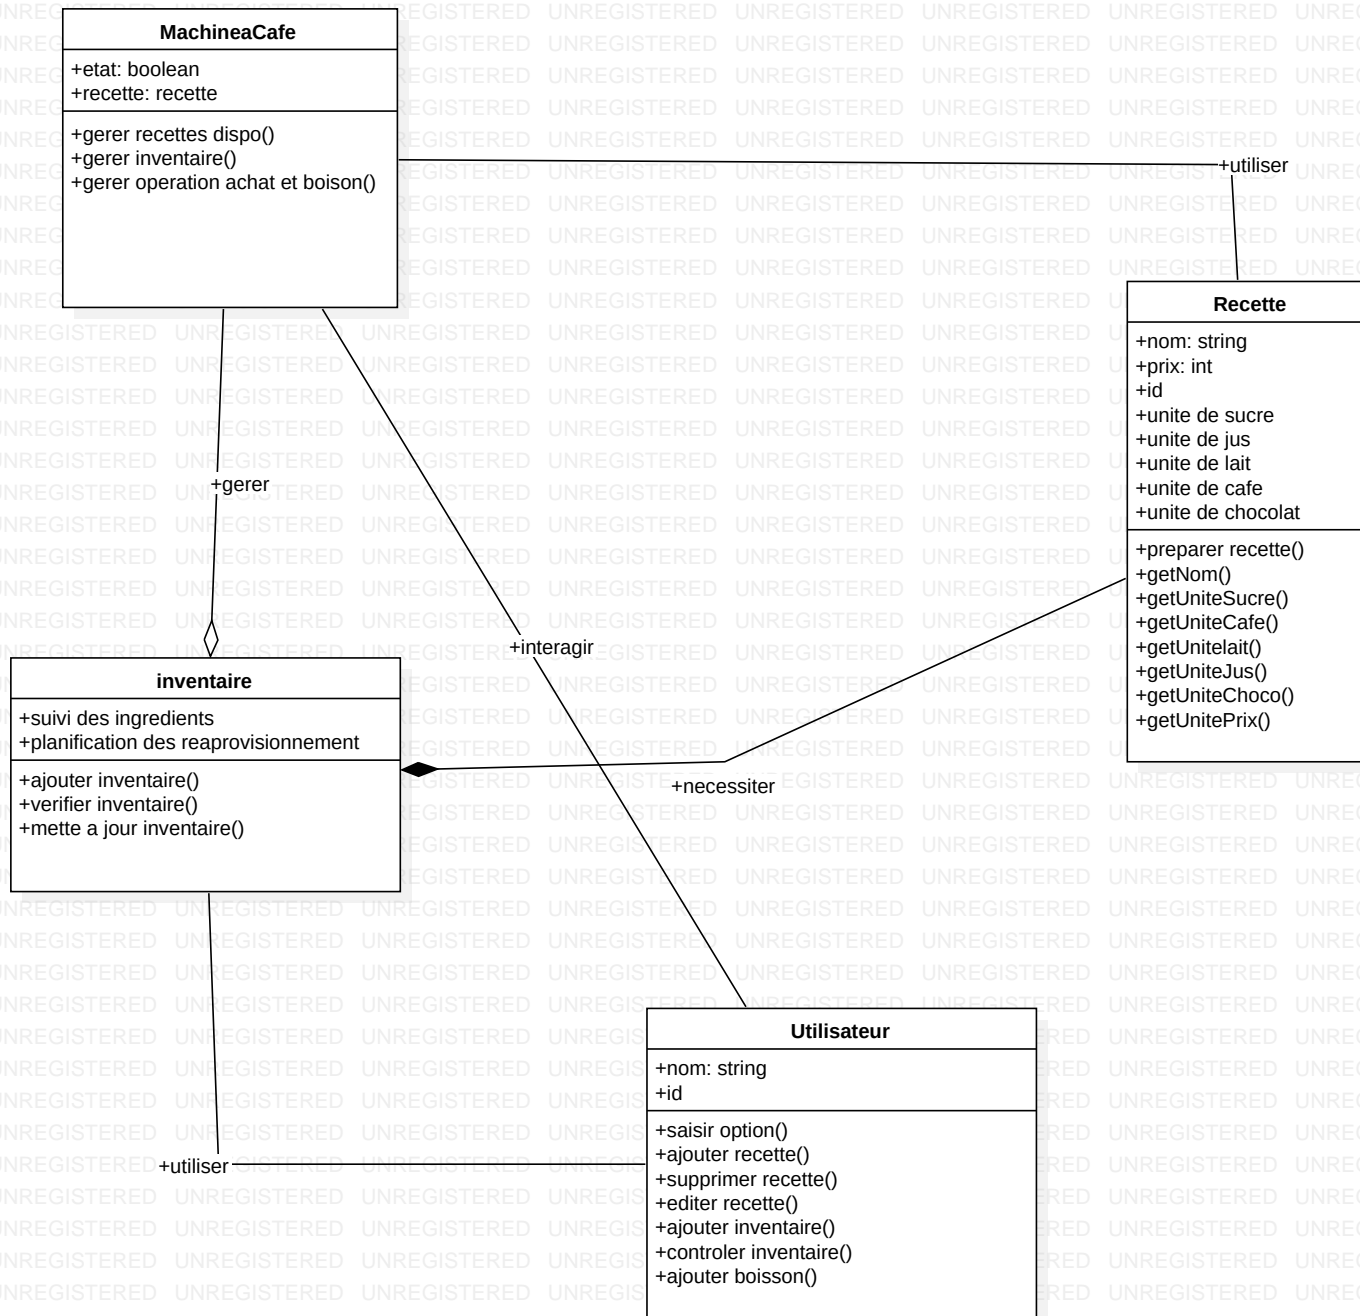 MachineaCafe
+etat: boolean
+recette: recette
+gerer recettes dispo()
+gerer inventaire()
+gerer operation achat et boison()
+utiliser
Recette
+nom: string
+prix: int
+id
+unite de sucre
+unite de jus
+unite de lait
+unite de cafe
+unite de chocolat
+preparer recette()
+getNom()
+getUniteSucre()
+getUniteCafe()
+getUnitelait()
+getUniteJus()
+getUniteChoco()
+getUnitePrix()
+gerer
+interagir
inventaire
+suivi des ingredients
+planification des reaprovisionnement
+ajouter inventaire()
+verifier inventaire()
+mette a jour inventaire()
+necessiter
+utiliser
Utilisateur
+nom: string
+id
+saisir option()
+ajouter recette()
+supprimer recette()
+editer recette()
+ajouter inventaire()
+controler inventaire()
+ajouter boisson()
UNREGISTERED